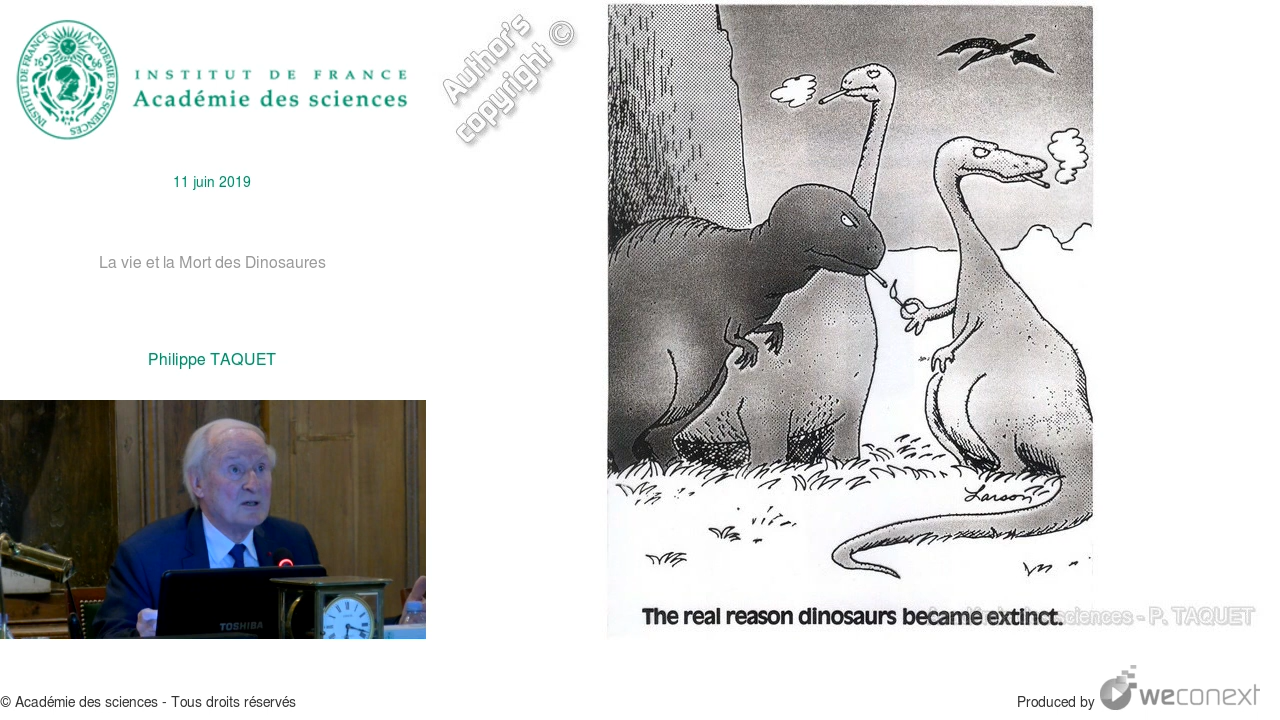 INSTITUT DE FRANCE
Académie des sciences
Author's
copyright ©
11 juin 2019
La vie et la Mort des Dinosaures
Philippe TAQUET
TOSHIBA
Larson
The real reason dinosaurs became extinct.
sciences - P. TAQUET
© Académie des sciences - Tous droits réservés
Produced by weconext